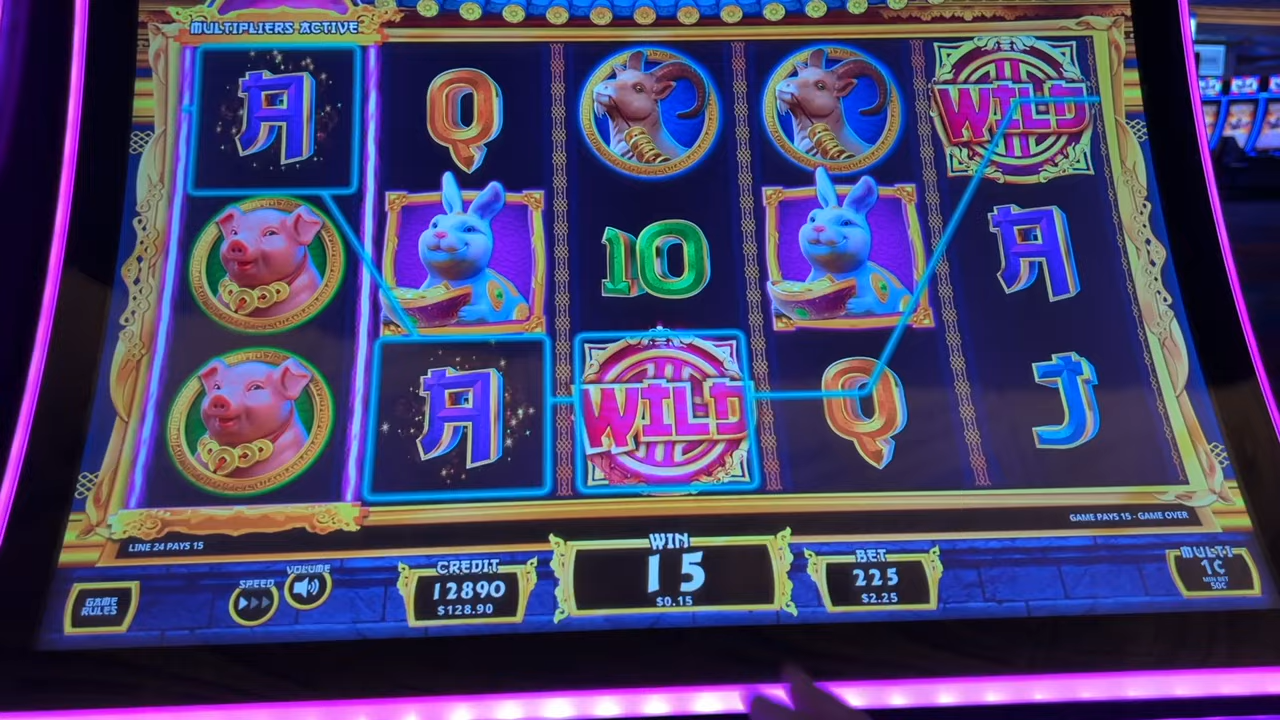 MULTIPLIERS ACTIVE
A Q WILD
10 A
A WILD Q J
LINE 24 PAYS 15
GAME PAYS 15 - GAME OVER
GAME RULES
SPEED
VOLUME
CREDIT
12890
$128.90
WIN
15
$0.15
BET
225
$2.25
MULTI
1¢
MIN BET
50¢